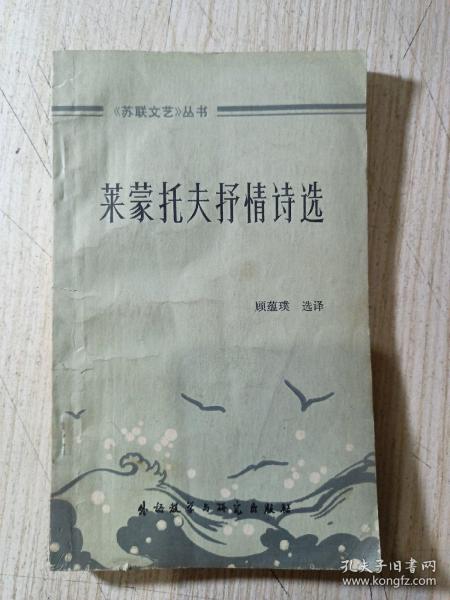 《苏联文艺》丛书
莱蒙托夫抒情诗选
顾蕴璞 选译
外语教学与研究出版社
孔夫子旧书网
www.kongfz.com